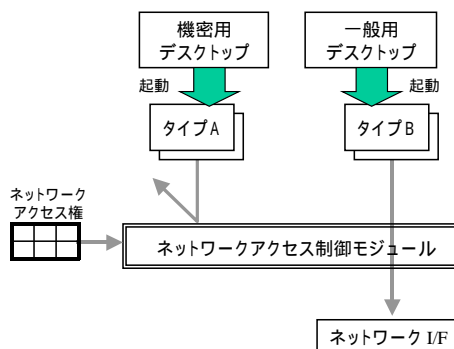 機密用
デスクトップ
一般用
デスクトップ
起動
起動
タイプA
タイプB
ネットワーク
アクセス権
ネットワークアクセス制御モジュール
ネットワーク I/F